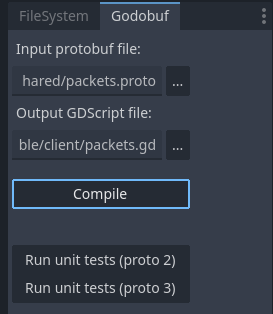 FileSystem Godobuf
Input protobuf file:
hared/packets.proto ...
Output GDScript file:
ble/client/packets.gd ...
Compile
Run unit tests (proto 2)
Run unit tests (proto 3)